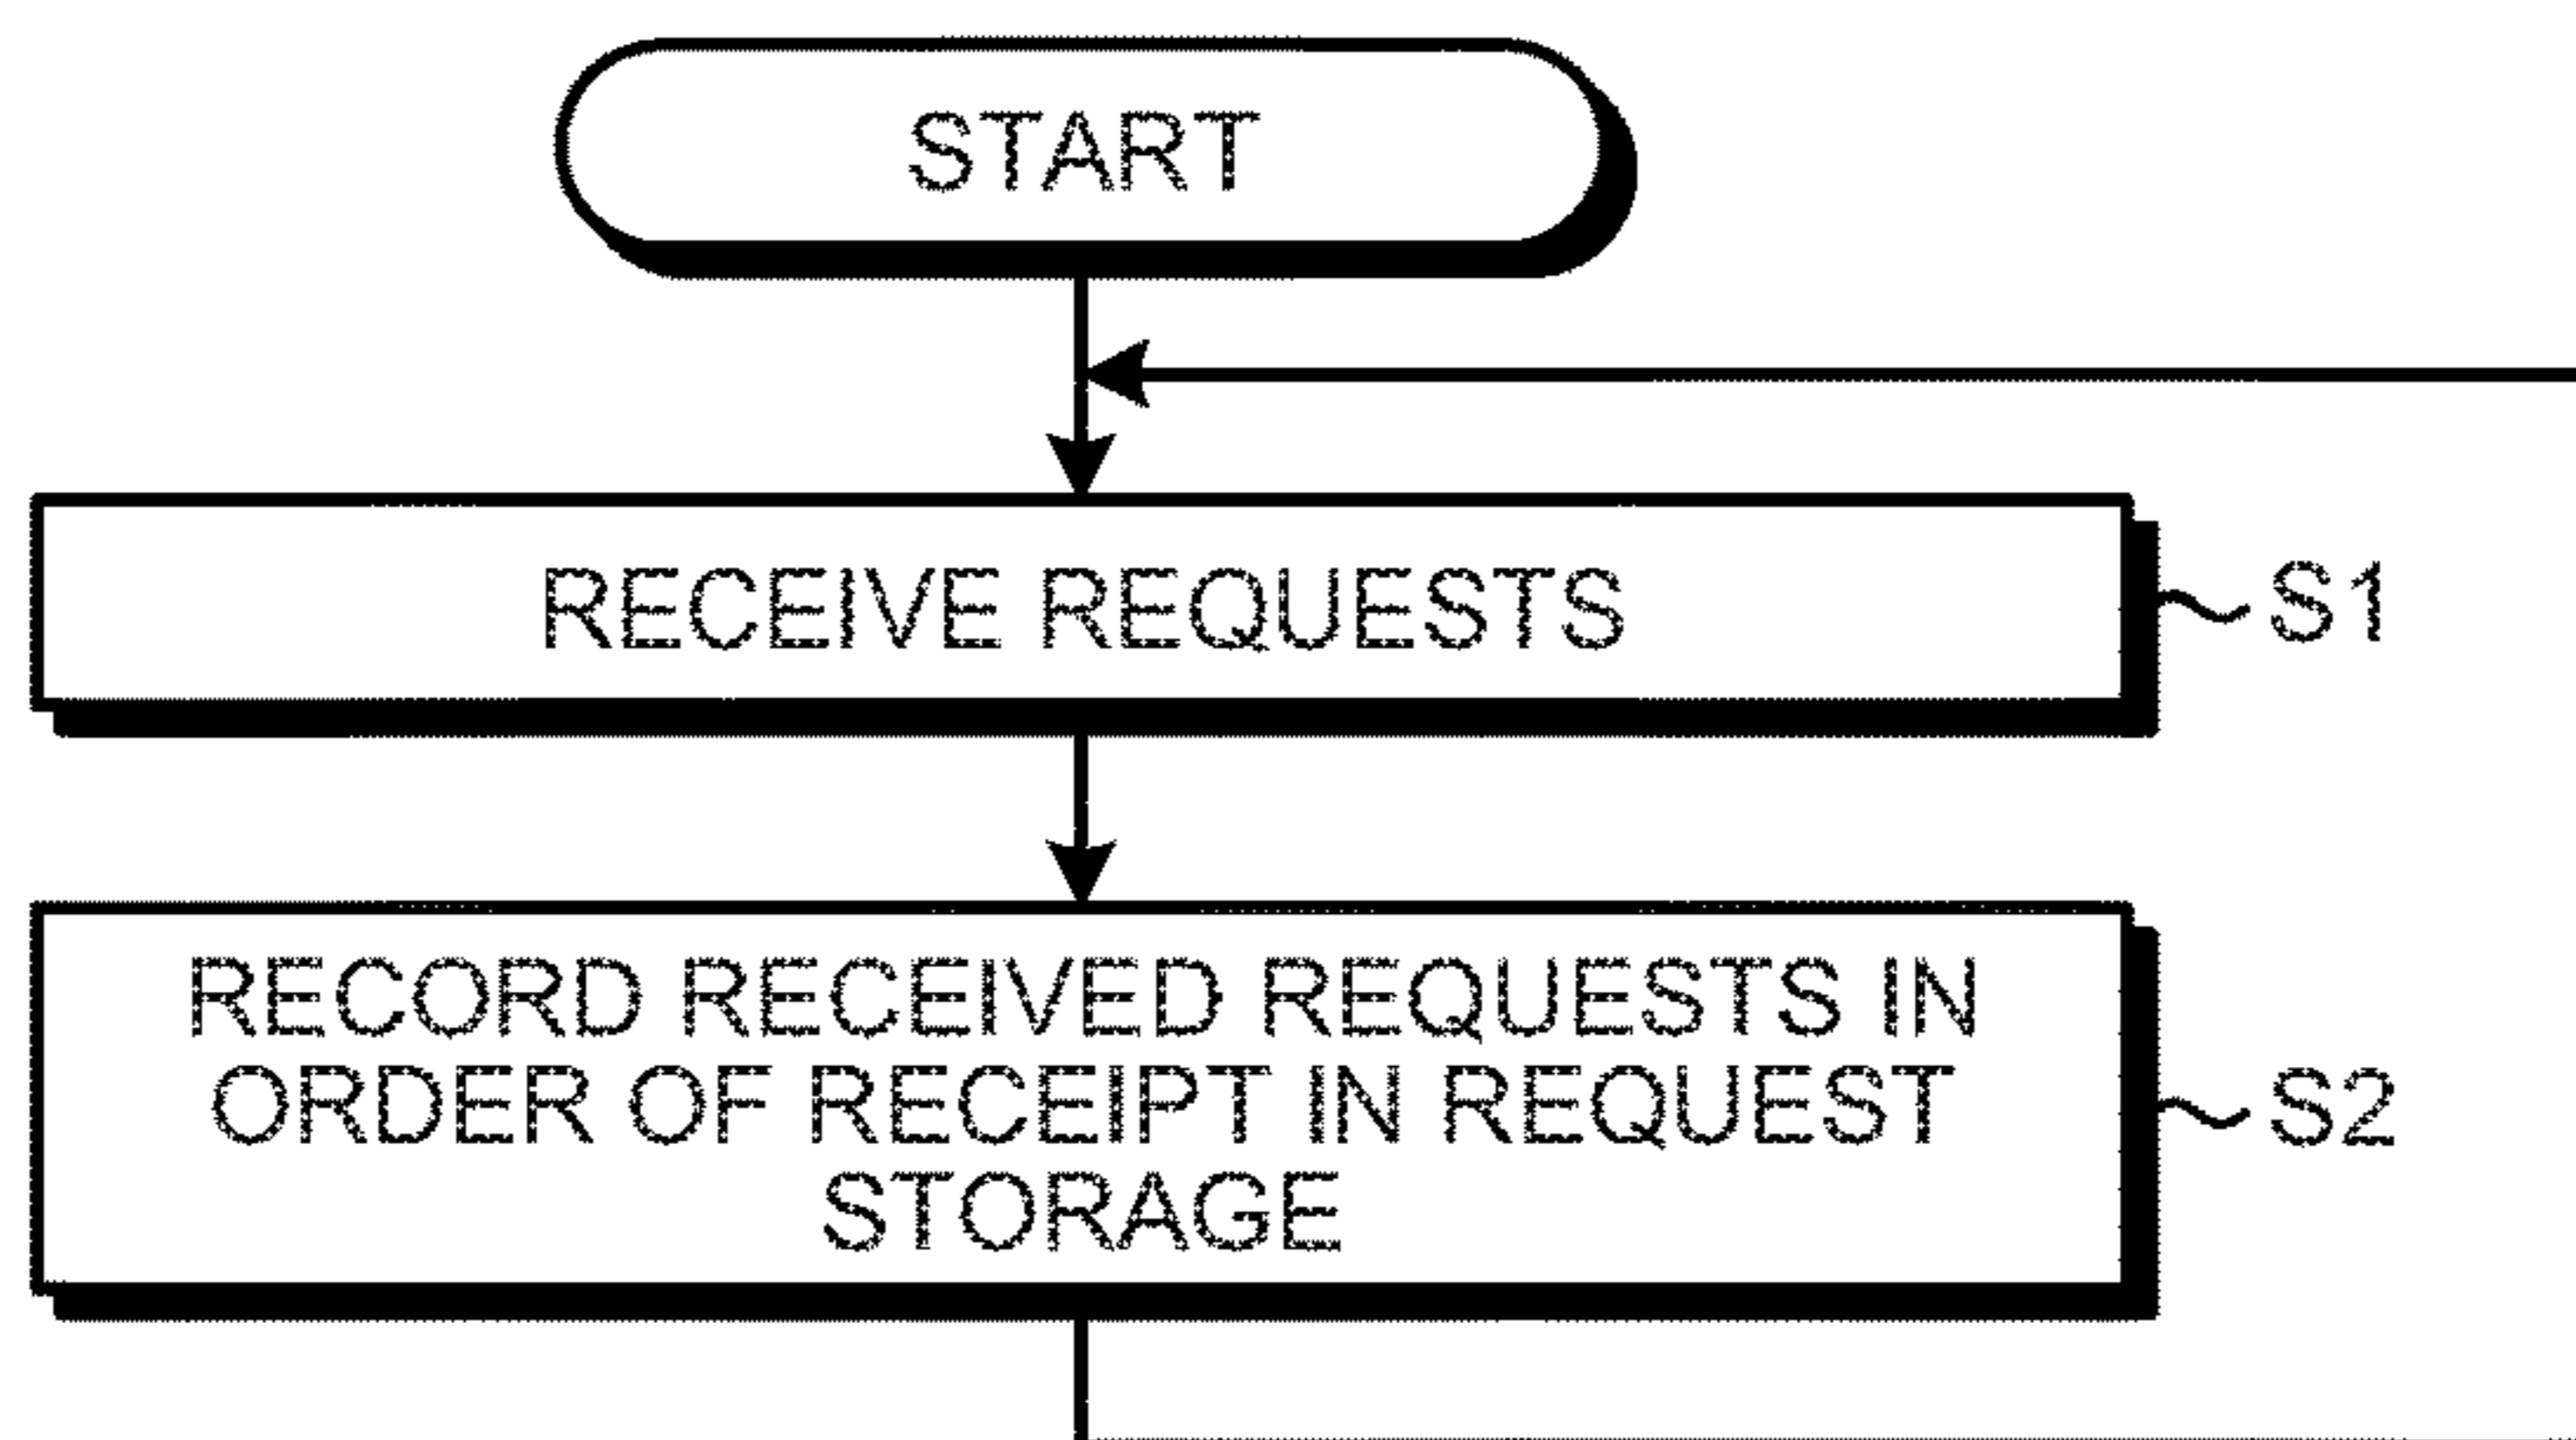 START
RECEIVE REQUESTS
S1
RECORD RECEIVED REQUESTS IN
ORDER OF RECEIPT IN REQUEST
STORAGE
S2